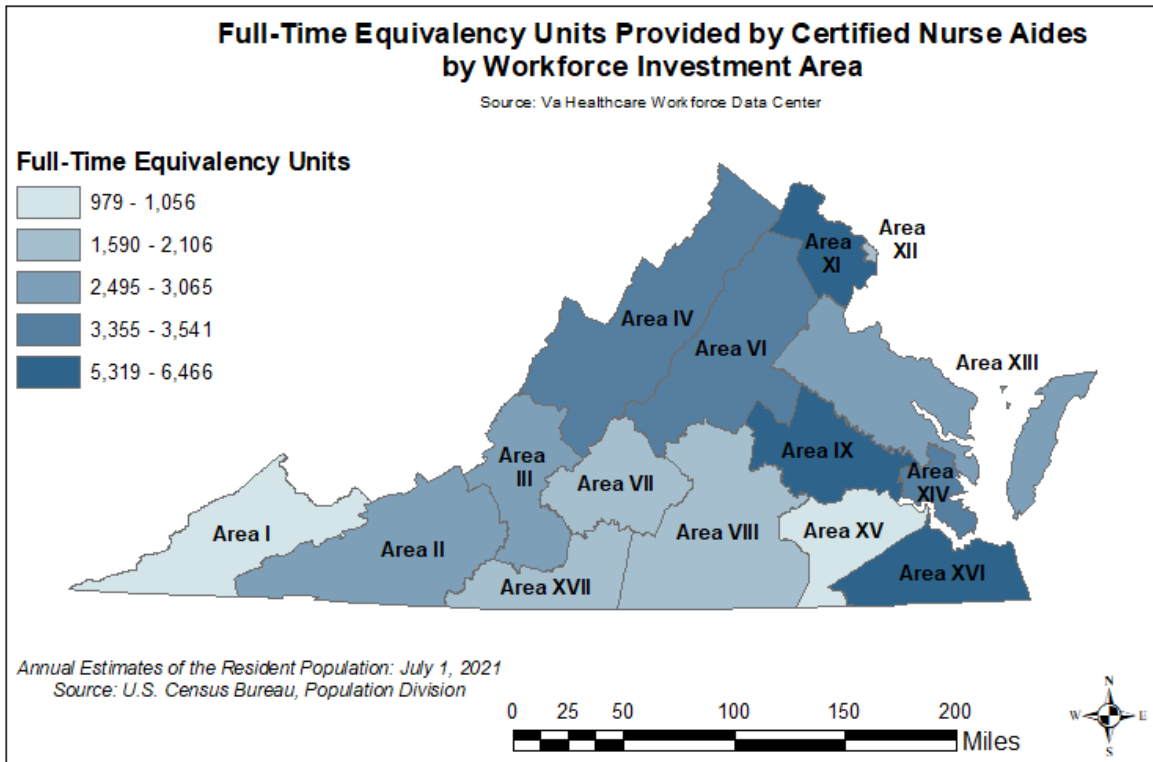 Full-Time Equivalency Units Provided by Certified Nurse Aides
by Workforce Investment Area
Source: Va Healthcare Workforce Data Center
Full-Time Equivalency Units
979 - 1,056
1,590 - 2,106
2,495 - 3,065
3,355 - 3,541
5,319 - 6,466
Area
XII
Area
XI
Area IV
Area VI
Area XIII
Area
III
Area IX
Area
XIV
Area VII
Area I
Area II
Area VIII
Area XV
Area XVII
Area XVI
Annual Estimates of the Resident Population: July 1, 2021
Source: U.S. Census Bureau, Population Division
0 25 50 100 150 200
Miles
N
W E
S